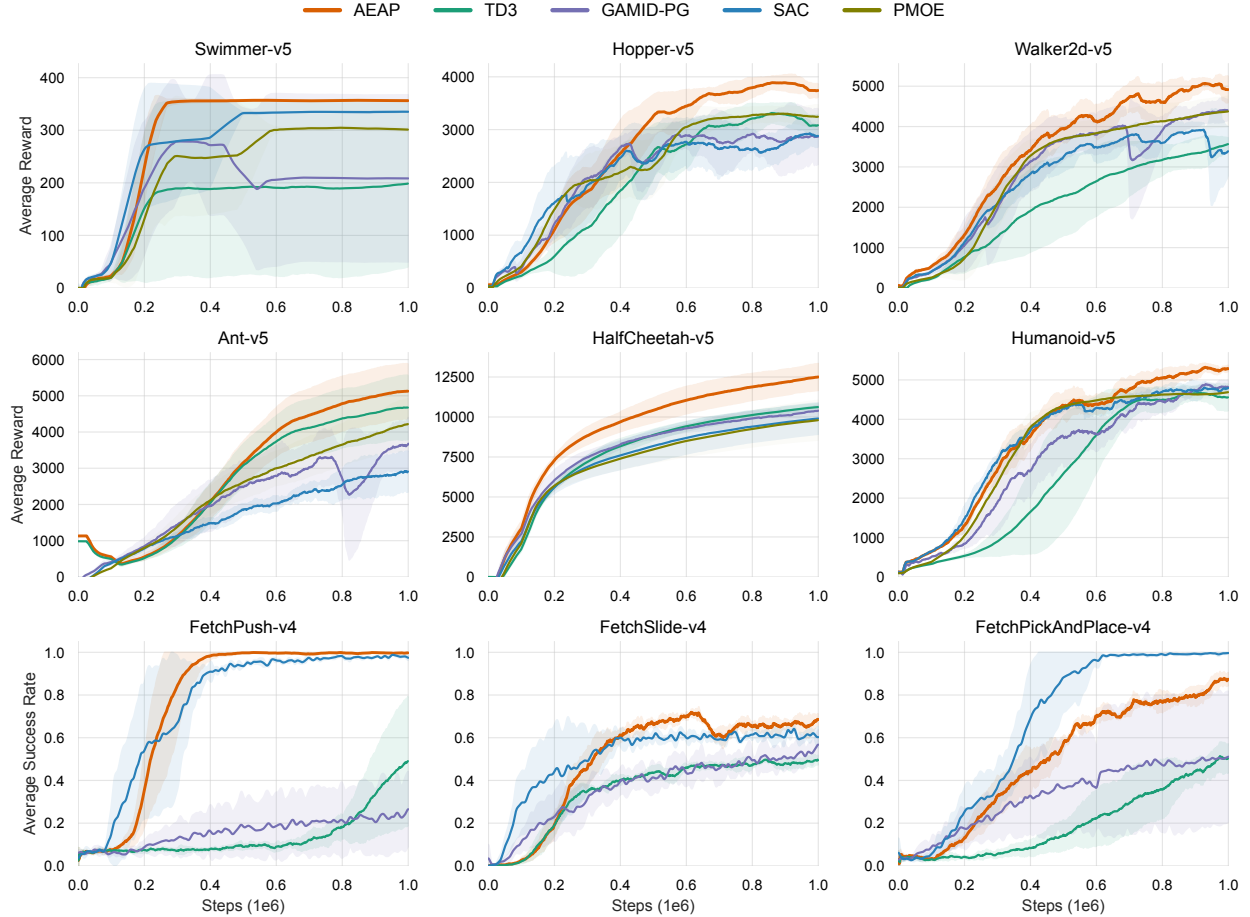 AEAP TD3 GAMID-PG SAC PMOE
Swimmer-v5 Hopper-v5 Walker2d-v5
Average Reward
400
300
200
100
0
0.0 0.2 0.4 0.6 0.8 1.0
4000
3000
2000
1000
0
0.0 0.2 0.4 0.6 0.8 1.0
5000
4000
3000
2000
1000
0
0.0 0.2 0.4 0.6 0.8 1.0
Ant-v5 HalfCheetah-v5 Humanoid-v5
Average Reward
6000
5000
4000
3000
2000
1000
0
0.0 0.2 0.4 0.6 0.8 1.0
12500
10000
7500
5000
2500
0
0.0 0.2 0.4 0.6 0.8 1.0
5000
4000
3000
2000
1000
0
0.0 0.2 0.4 0.6 0.8 1.0
FetchPush-v4 FetchSlide-v4 FetchPickAndPlace-v4
Average Success Rate
1.0
0.8
0.6
0.4
0.2
0.0
0.0 0.2 0.4 0.6 0.8 1.0
Steps (1e6)
1.0
0.8
0.6
0.4
0.2
0.0
0.0 0.2 0.4 0.6 0.8 1.0
Steps (1e6)
1.0
0.8
0.6
0.4
0.2
0.0
0.0 0.2 0.4 0.6 0.8 1.0
Steps (1e6)